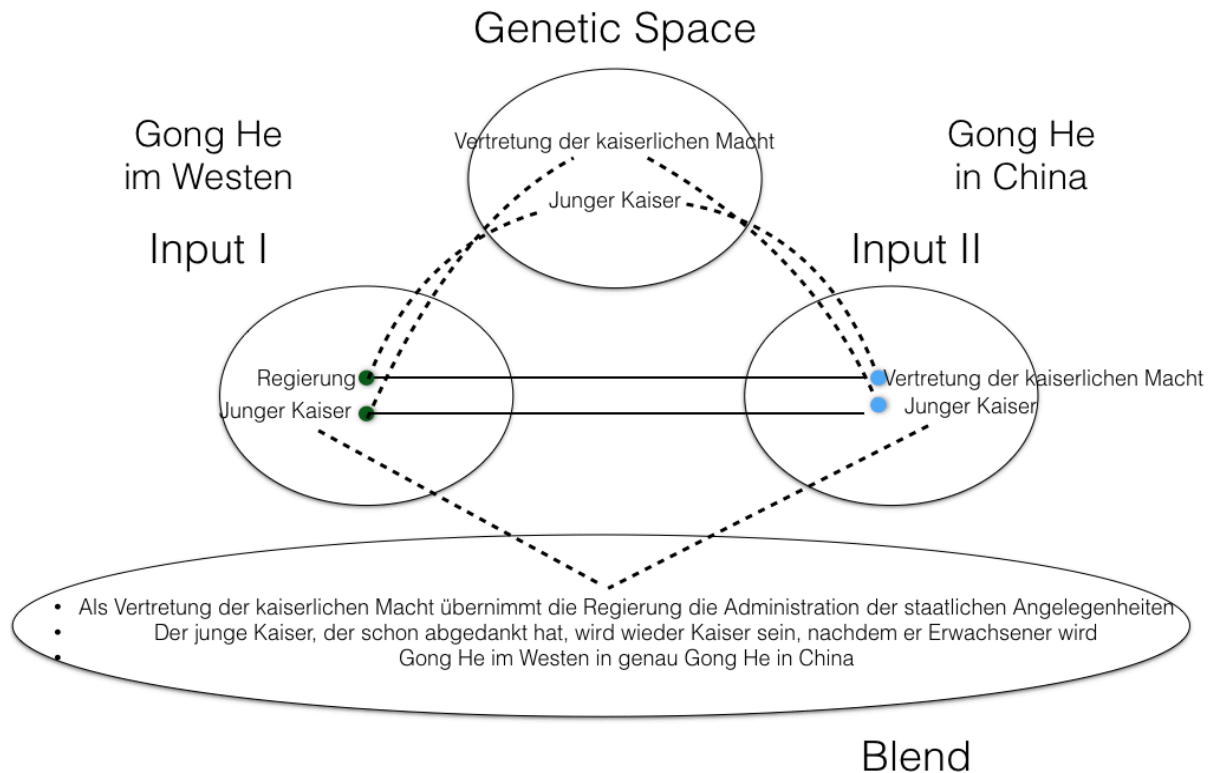 Genetic Space
Gong He
im Westen
Gong He
in China
Vertretung der kaiserlichen Macht
Junger Kaiser
Input I
Input II
Regierung
Junger Kaiser
Vertretung der kaiserlichen Macht
Junger Kaiser
• Als Vertretung der kaiserlichen Macht übernimmt die Regierung die Administration der staatlichen Angelegenheiten
• Der junge Kaiser, der schon abgedankt hat, wird wieder Kaiser sein, nachdem er Erwachsener wird
• Gong He im Westen in genau Gong He in China
Blend